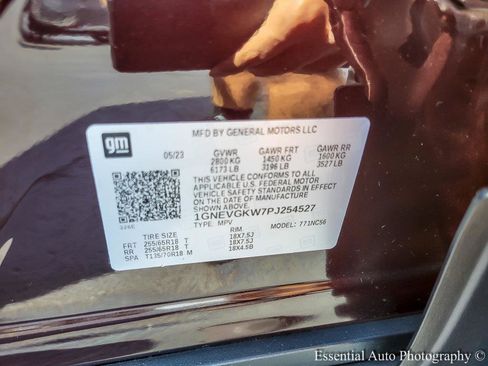 gm
MFD BY GENERAL MOTORS LLC
05/23 GVWR GAWR FRT GAWR RR
2800 KG 1450 KG 1600 KG
6173 LB 3196 LB 3527 LB
THIS VEHICLE CONFORMS TO ALL
APPLICABLE U.S. FEDERAL MOTOR
VEHICLE SAFETY STANDARDS IN EFFECT
ON THE DATE OF MANUFACTURE
SHOWN ABOVE.
1GNEVGKW7PJ254527
TYPE: MPV MODEL: 771NC56
TIRE SIZE RIM
FRT 255/65R18 T 18X7.5J
RR 255/65R18 T 18X7.5J
SPA T135/70R18 M 18X4.5B
Essential Auto Photography ©